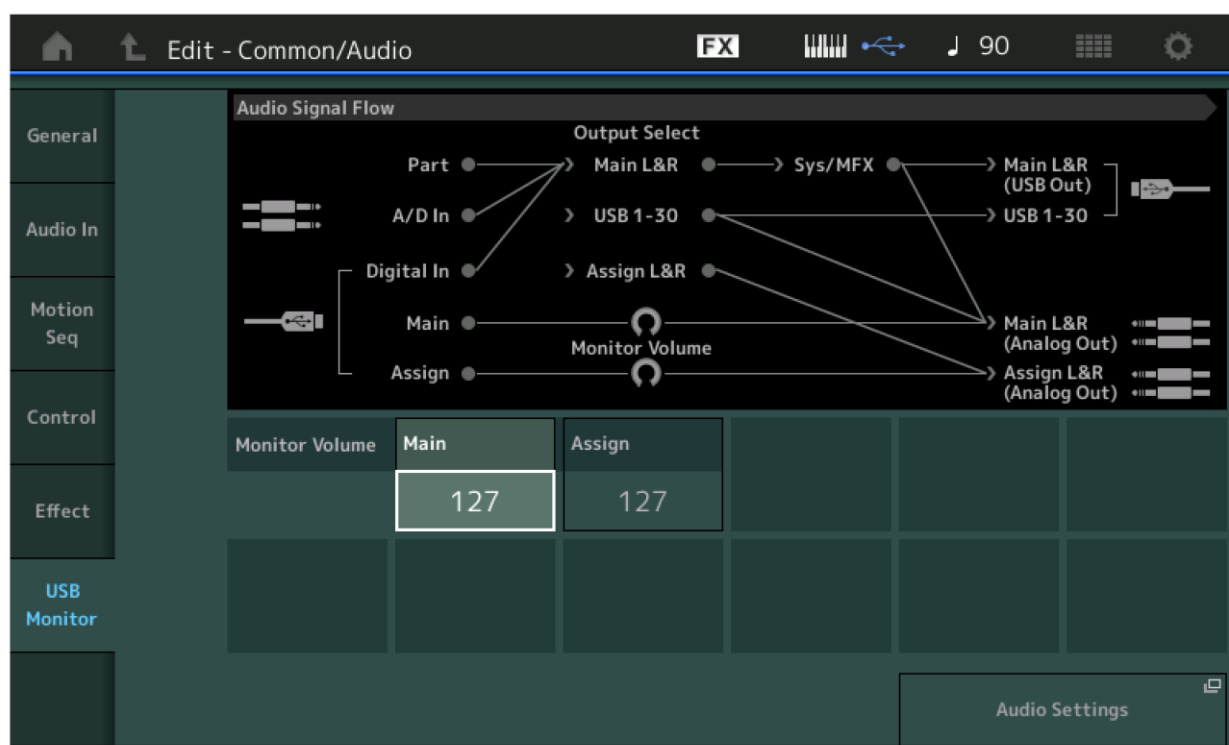 Edit - Common/Audio FX 90
General
Audio In
Motion
Seq
Control
Effect
USB
Monitor
Audio Signal Flow
Output Select
Part Main L&R Sys/MFX Main L&R
(USB Out)
A/D In USB 1-30 USB 1-30
Digital In Assign L&R
Main Main L&R
(Analog Out)
Monitor Volume
Assign Assign L&R
(Analog Out)
Monitor Volume Main Assign
127 127
Audio Settings